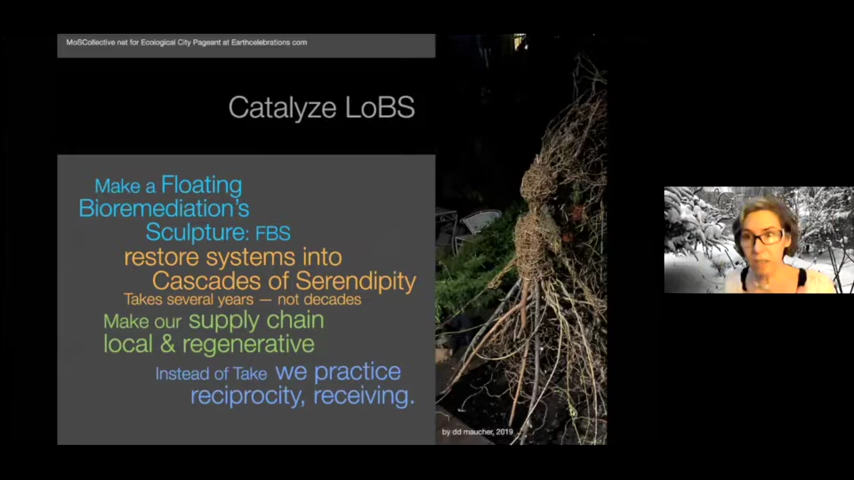 MoSCollective net for Ecological City Pageant at Earthcelebrations com
Catalyze LoBS
Make a Floating
Bioremediation's
Sculpture: FBS
restore systems into
Cascades of Serendipity
Takes several years — not decades
Make our supply chain
local & regenerative
Instead of Take we practice
reciprocity, receiving.
by dd maucher, 2019